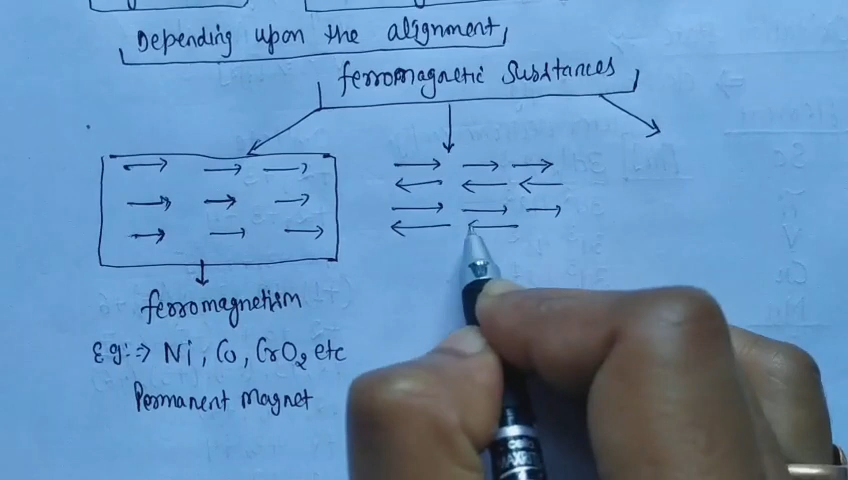 Depending upon the alignment
ferromagnetic Substances
ferromagnetism
Eg:→ Ni, Co, CrO₂ etc
Permanent Magnet